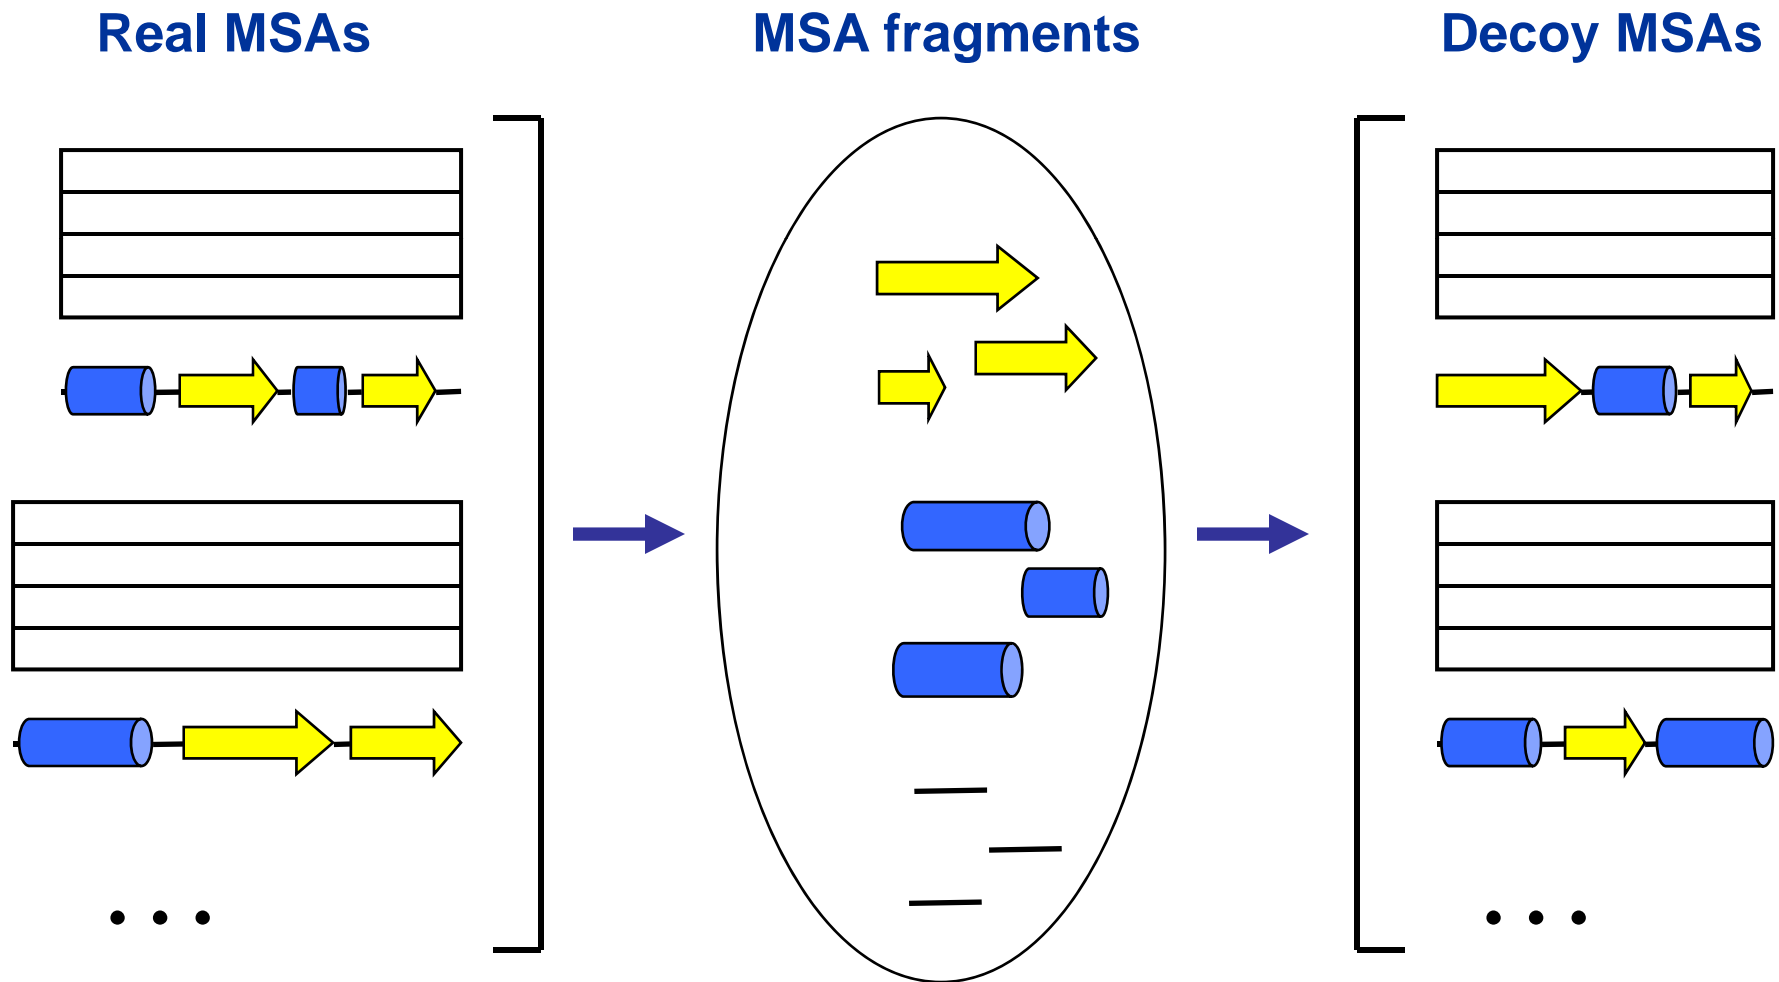 Real MSAs
MSA fragments
Decoy MSAs
. . .
. . .